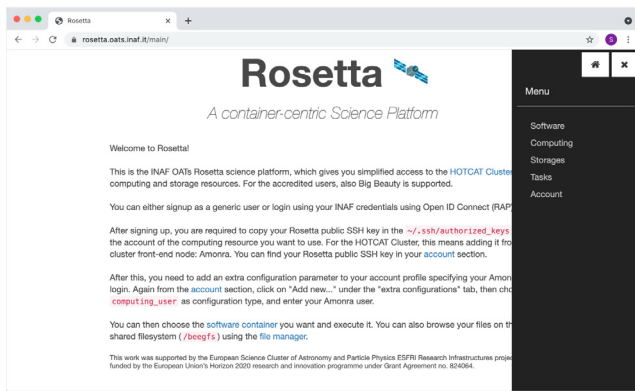 Rosetta
rosetta.oats.inaf.it/main/
S
Rosetta
A container-centric Science Platform
Menu
Software
Computing
Storages
Tasks
Account
Welcome to Rosetta!
This is the INAF OATs Rosetta science platform, which gives you simplified access to the HOTCAT Cluster
computing and storage resources. For the accredited users, also Big Beauty is supported.
You can either signup as a generic user or login using your INAF credentials using Open ID Connect (RAP)
After signing up, you are required to copy your Rosetta public SSH key in the ~/.ssh/authorized_keys
the account of the computing resource you want to use. For the HOTCAT Cluster, this means adding it fro
cluster front-end node: Amonra. You can find your Rosetta public SSH key in your account section.
After this, you need to add an extra configuration parameter to your account profile specifying your Amon
login. Again from the account section, click on "Add new..." under the "extra configurations" tab, then cho
computing_user as configuration type, and enter your Amonra user.
You can then choose the software container you want and execute it. You can also browse your files on th
shared filesystem (/beegfs) using the file manager.
This work was supported by the European Science Cluster of Astronomy and Particle Physics ESFRI Research Infrastructures projec
funded by the European Union's Horizon 2020 research and innovation programme under Grant Agreement no. 824064.